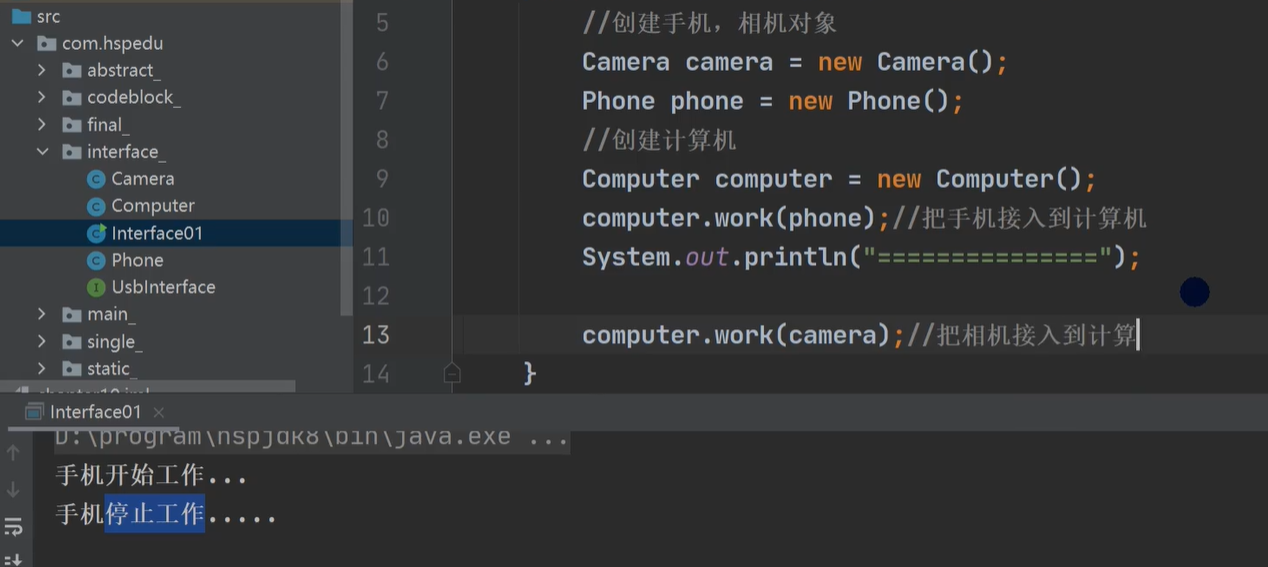 src
com.hspedu
abstract_
codeblock_
final_
interface_
Camera
Computer
Interface01
Phone
UsbInterface
main_
single_
static_
5 //创建手机，相机对象
6 Camera camera = new Camera();
7 Phone phone = new Phone();
8 //创建计算机
9 Computer computer = new Computer();
10 computer.work(phone);//把手机接入到计算机
11 System.out.println("===============");
12
13 computer.work(camera);//把相机接入到计算
14 }
Interface01
D:\program\hspjdk8\bin\java.exe ...
手机开始工作...
手机停止工作.....